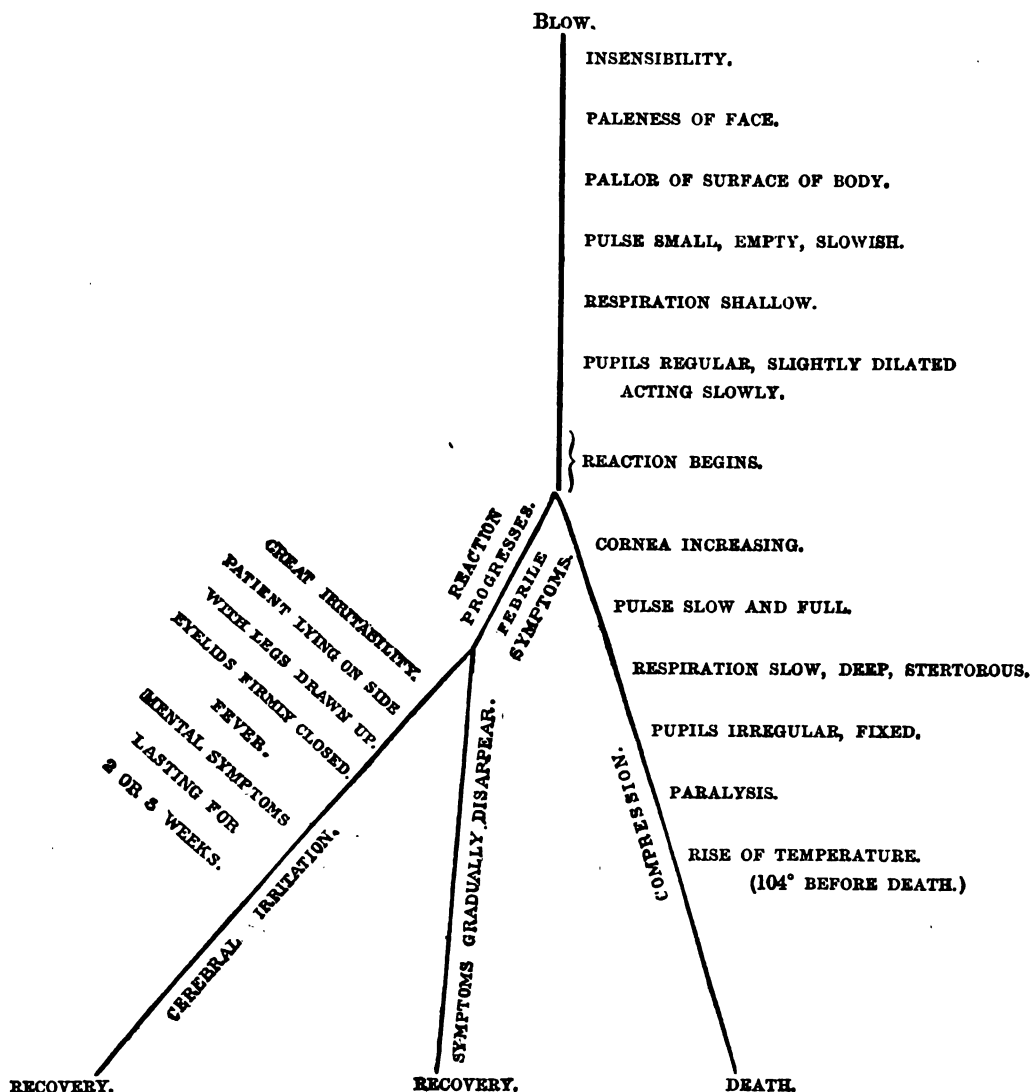 BLOW.
INSENSIBILITY.
PALENESS OF FACE.
PALLOR OF SURFACE OF BODY.
PULSE SMALL, EMPTY, SLOWISH.
RESPIRATION SHALLOW.
PUPILS REGULAR, SLIGHTLY DILATED
ACTING SLOWLY.
REACTION BEGINS.
REACTION
PROGRESSES.
FEBRILE
SYMPTOMS.
GREAT IRRITABILITY.
PATIENT LYING ON SIDE
WITH LEGS DRAWN UP.
EYELIDS FIRMLY CLOSED.
FEVER.
MENTAL SYMPTOMS
LASTING FOR
2 OR 3 WEEKS.
CEREBRAL IRRITATION.
RECOVERY.
SYMPTOMS GRADUALLY DISAPPEAR.
RECOVERY.
CORNEA INCREASING.
PULSE SLOW AND FULL.
RESPIRATION SLOW, DEEP, STERTOROUS.
PUPILS IRREGULAR, FIXED.
PARALYSIS.
RISE OF TEMPERATURE.
(104° BEFORE DEATH.)
COMPRESSION.
DEATH.